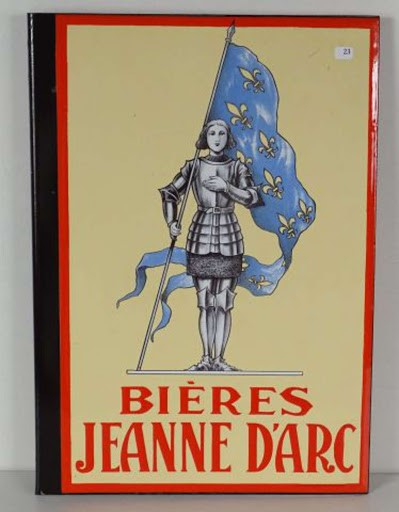 23
BIÈRES
JEANNE D'ARC